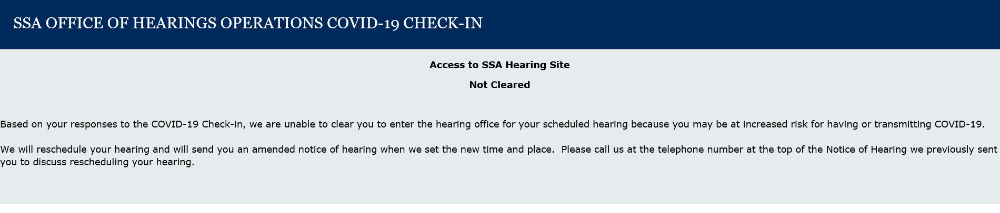 SSA OFFICE OF HEARINGS OPERATIONS COVID-19 CHECK-IN
Access to SSA Hearing Site
Not Cleared
Based on your responses to the COVID-19 Check-in, we are unable to clear you to enter the hearing office for your scheduled hearing because you may be at increased risk for having or transmitting COVID-19.
We will reschedule your hearing and will send you an amended notice of hearing when we set the new time and place.  Please call us at the telephone number at the top of the Notice of Hearing we previously sent
you to discuss rescheduling your hearing.